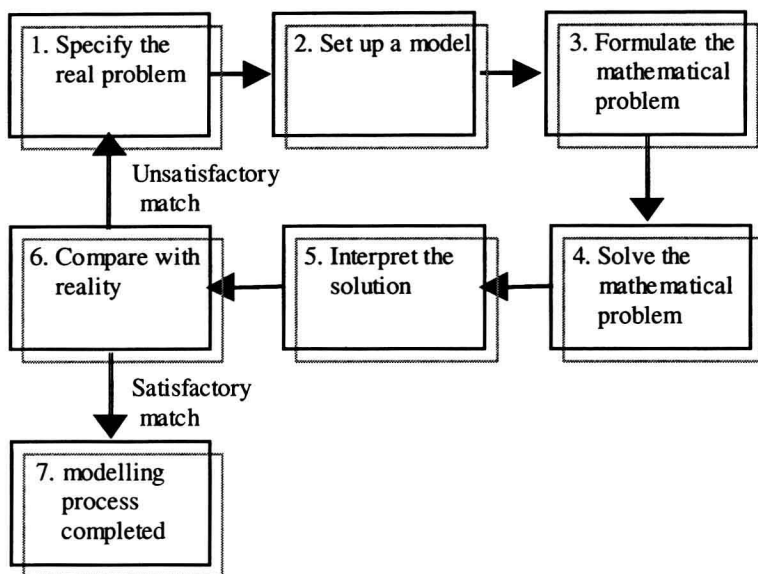 1. Specify the
real problem
2. Set up a model
3. Formulate the
mathematical
problem
Unsatisfactory
match
4. Solve the
mathematical
problem
5. Interpret the
solution
6. Compare with
reality
Satisfactory
match
7. modelling
process
completed